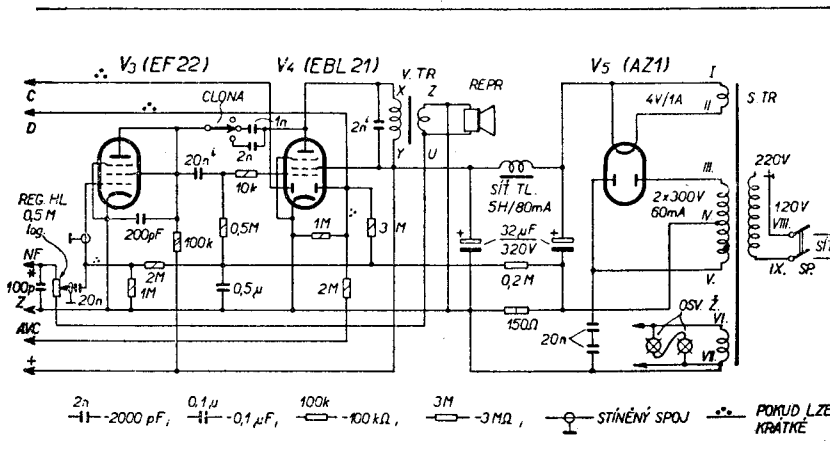 V3 (EF22)
V4 (EBL21)
V. TR
REPR
V5 (AZ1)
I
C
CLONA
1n
X
Z
4V/1A
II
S. TR
D
2n
2n
Y
U
20n
10k
III.
220V
REG. HL
0,5 M
log.
SÍŤ TL.
5H/80mA
2×300V
60mA
IV.
120V
VIII.
200pF
100k
0,5M
1M
3 M
32µF
320V
NF
*
2M
0,2M
V.
IX.
SP.
SÍŤ
100p
20n
1M
0,5µ
2M
Z
150Ω
OSV. Ž.
VI.
AVC
20n
VII.
+
2n
-2000 pF,
0,1µ
-0,1µF,
100k
-100kΩ,
3M
-3MΩ,
STÍNĚNÝ SPOJ
POKUD LZE
KRÁTKÉ